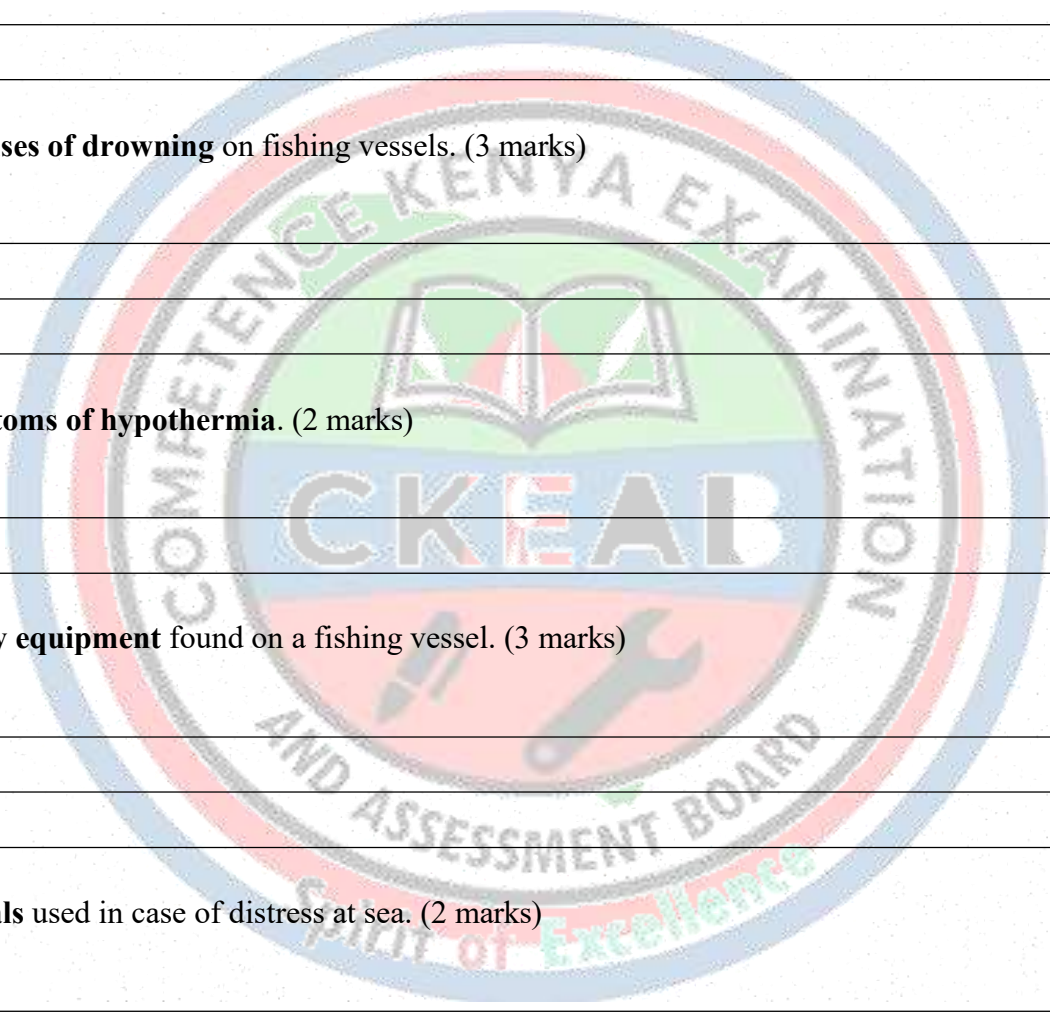 ses of drowning on fishing vessels. (3 marks)
toms of hypothermia. (2 marks)
y equipment found on a fishing vessel. (3 marks)
ls used in case of distress at sea. (2 marks)
COMPETENCE KENYA EXAMINATION
CKEAB
AND ASSESSMENT BOARD
Spirit of Excellence